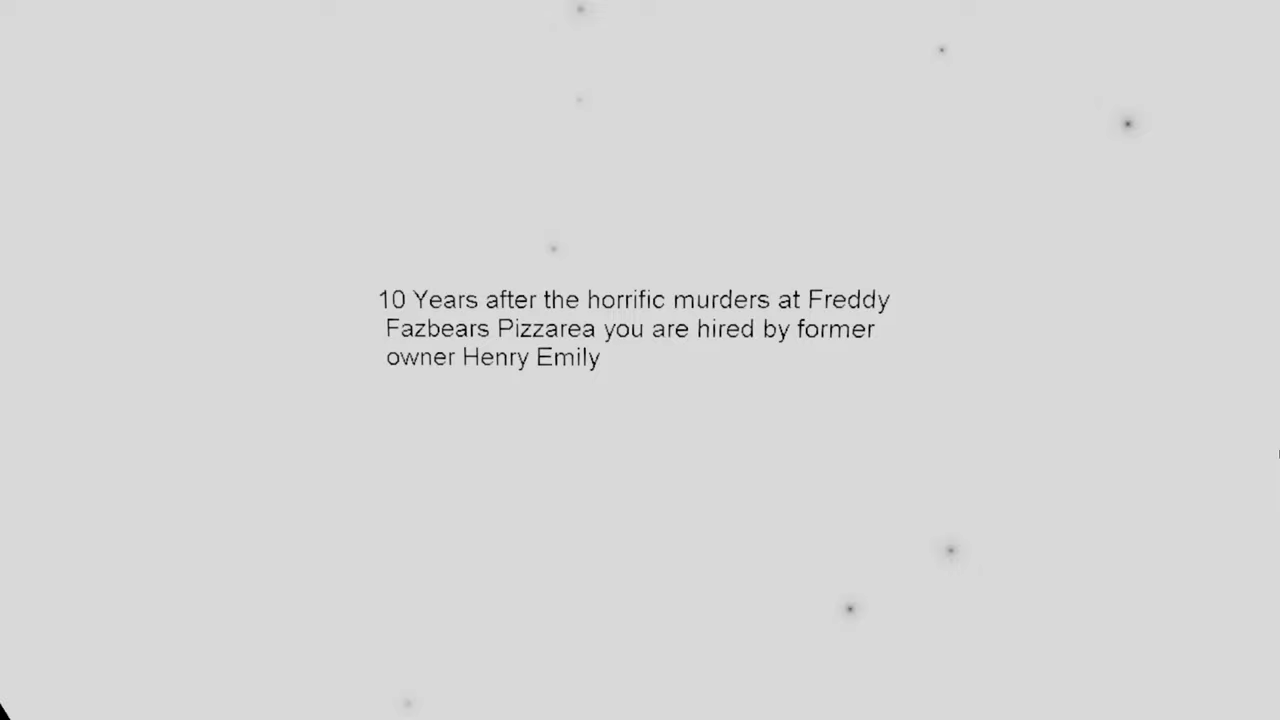 10 Years after the horrific murders at Freddy
Fazbears Pizzarea you are hired by former
owner Henry Emily